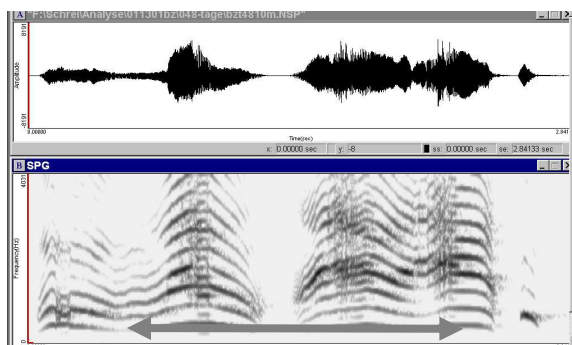 A "F:\Schrei\Analyse\011301bz\048-tage\bzt4810m.NSP"
8191
Amplitude
-8191
0.00000
Time(sec)
2.841
x: 0.00000 sec y: -8 ss: 0.00000 sec se: 2.84133 sec
B SPG
4031
Frequency(Hz)
0